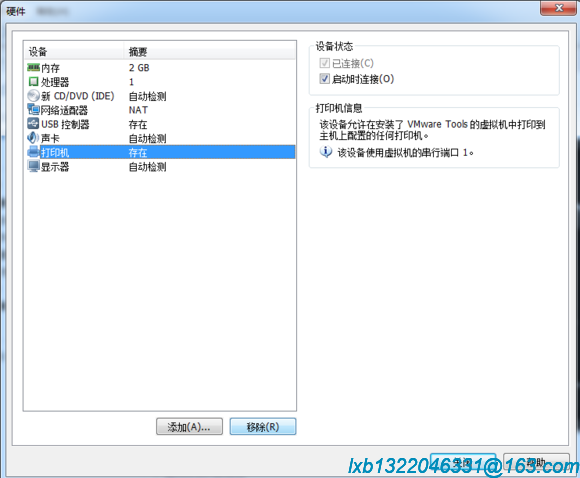 硬件
设备 摘要
内存 2 GB
处理器 1
新 CD/DVD (IDE) 自动检测
网络适配器 NAT
USB 控制器 存在
声卡 自动检测
打印机 存在
显示器 自动检测
添加(A)... 移除(R)
设备状态
已连接(C)
启动时连接(O)
打印机信息
该设备允许在安装了 VMware Tools 的虚拟机中打印到
主机上配置的任何打印机。
该设备使用虚拟机的串行端口 1。
关闭 帮助
lxb1322046331@163.com